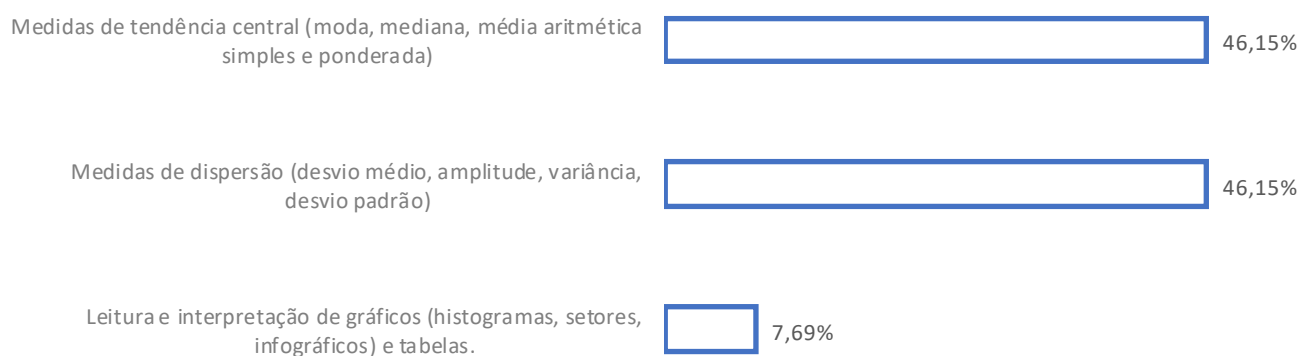 Medidas de tendência central (moda, mediana, média aritmética
simples e ponderada)
46,15%
Medidas de dispersão (desvio médio, amplitude, variância,
desvio padrão)
46,15%
Leitura e interpretação de gráficos (histogramas, setores,
infográficos) e tabelas.
7,69%